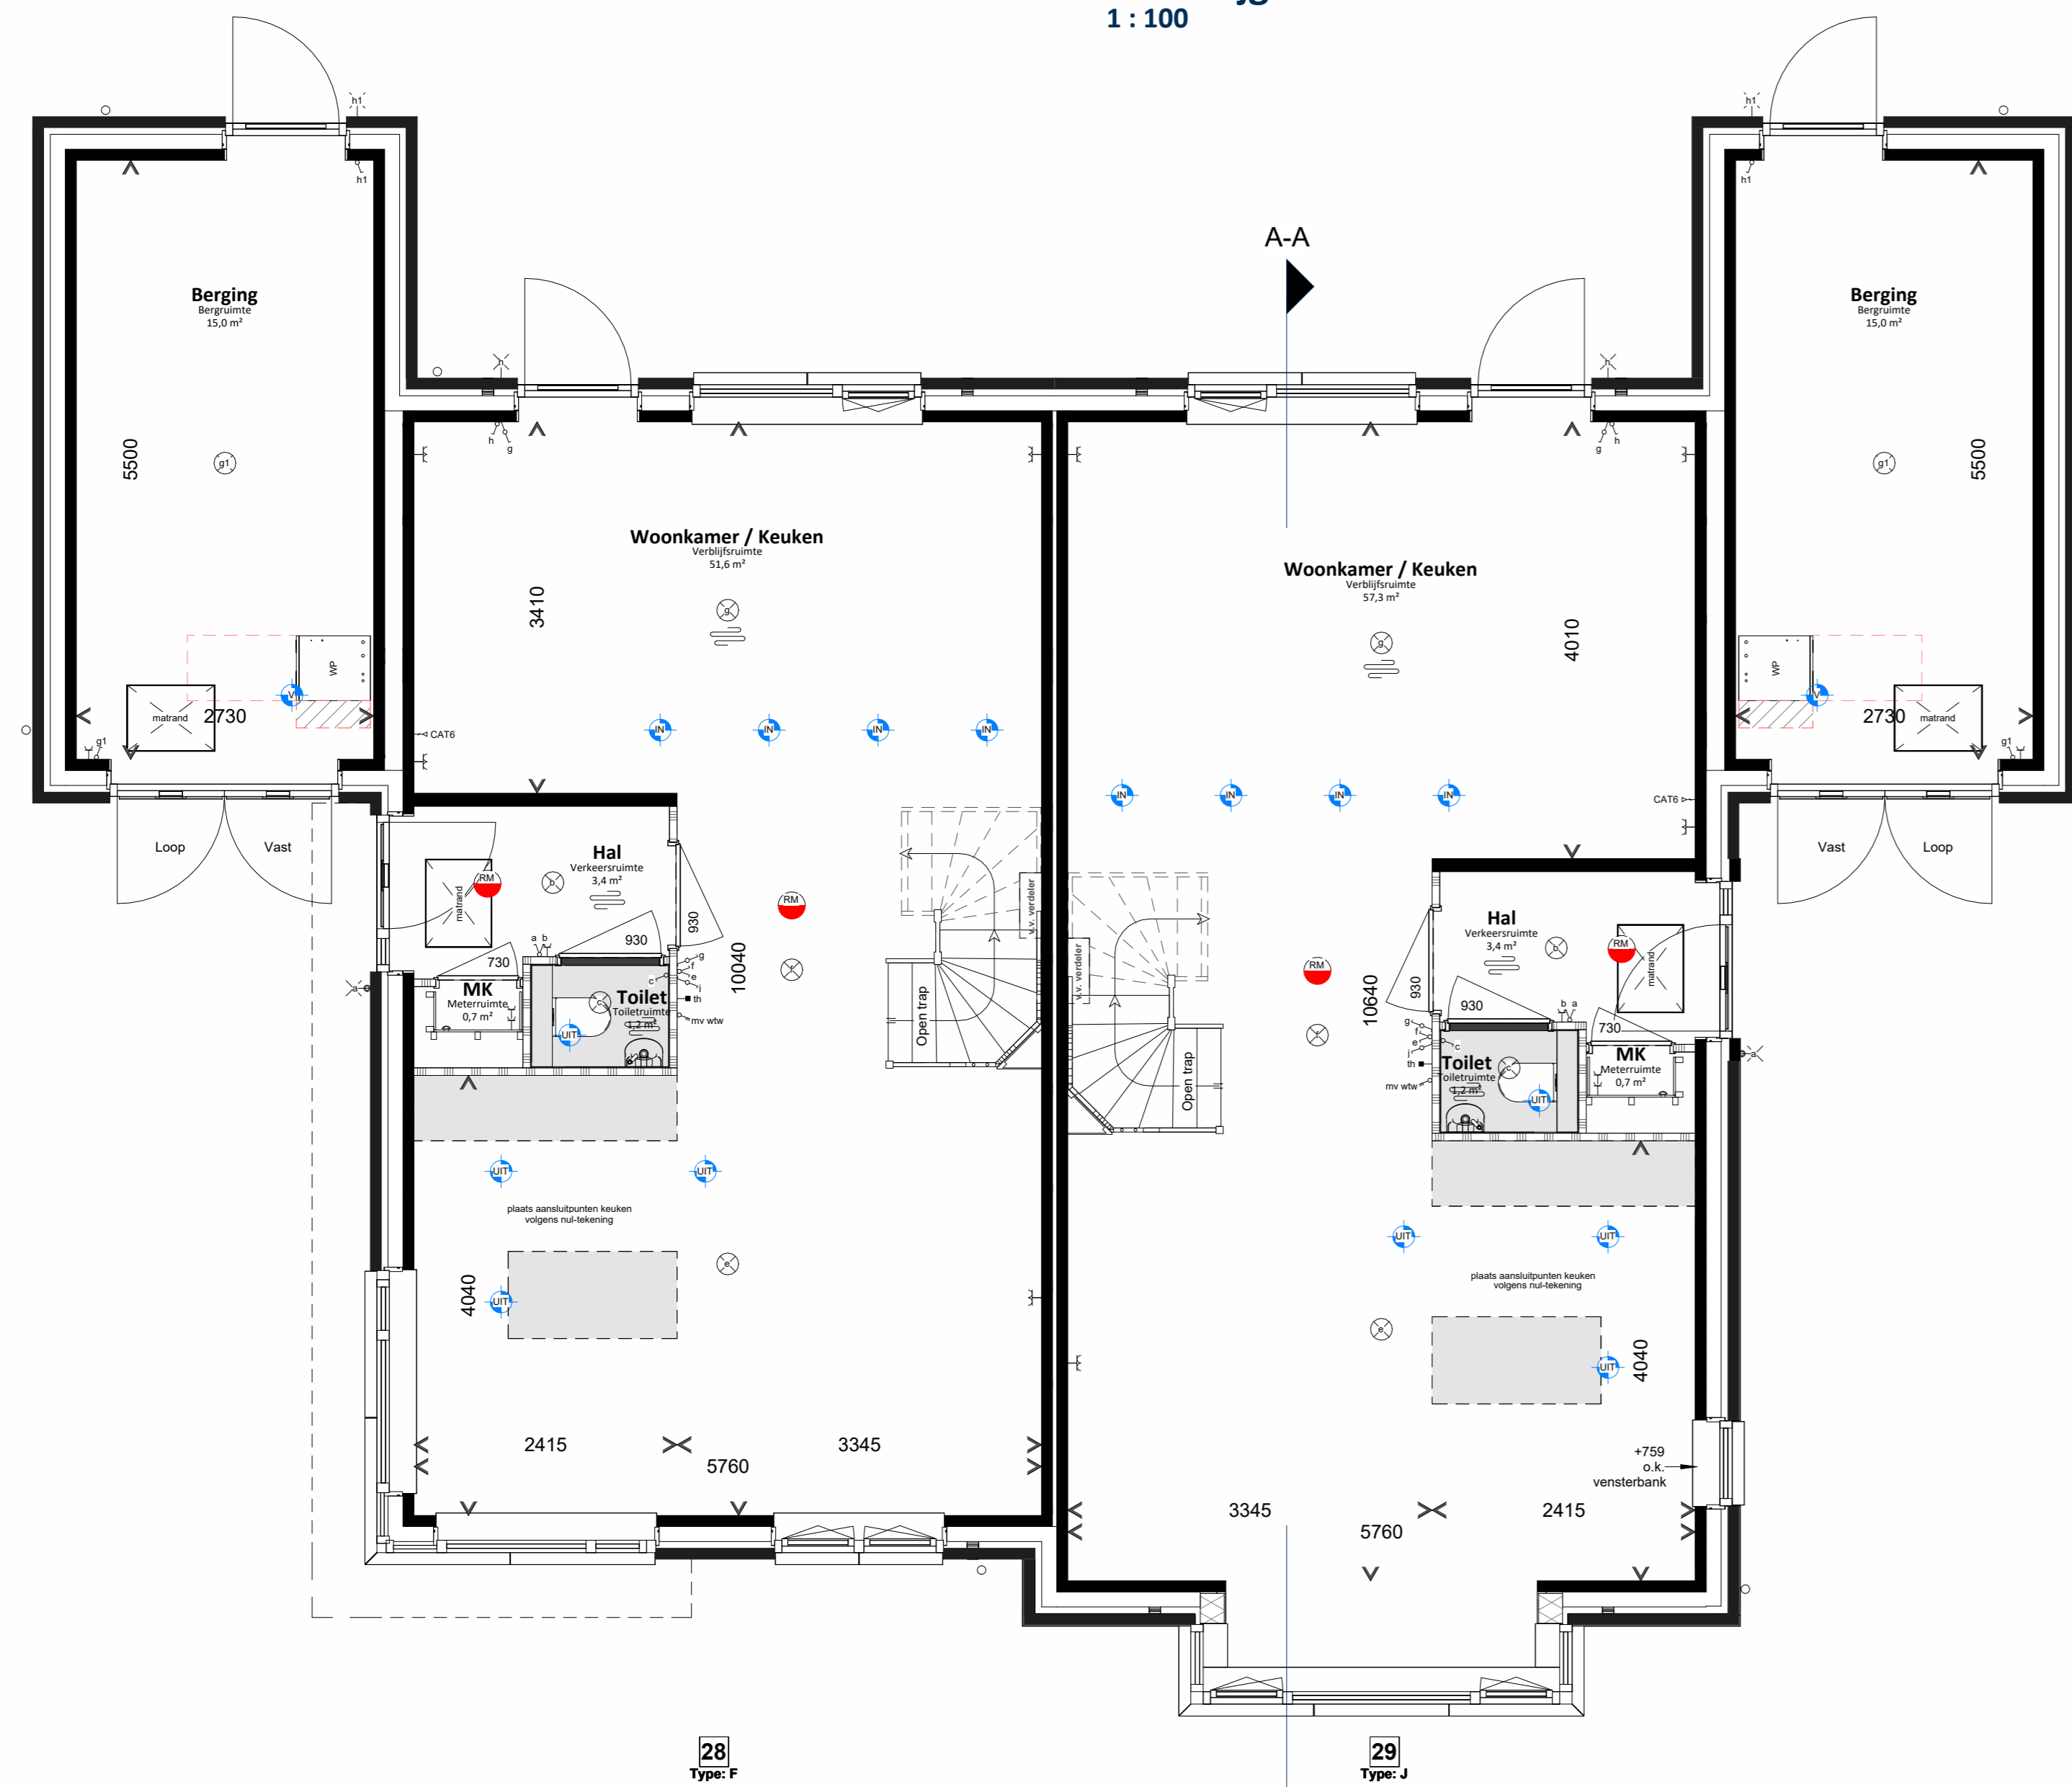 1 : 100
h1
h1
h1
h1
A-A
Berging
Bergruimte
15,0 m²
Berging
Bergruimte
15,0 m²
h
h
h
g
g
h
5500
g1
g1
5500
Woonkamer / Keuken
Verblijfsruimte
51,6 m²
Woonkamer / Keuken
Verblijfsruimte
57,3 m²
3410
g
4010
g
WP
WP
V
V
matrand
2730
2730
matrand
g1
g1
CAT6
IN
IN
IN
IN
IN
IN
IN
IN
CAT6
Loop
Vast
Vast
Loop
Hal
Verkeersruimte
3,4 m²
RM
matrand
b
930
930
730
a b
RM
10040
f
v.v. verdeler
Open trap
v.v. verdeler
Open trap
Hal
Verkeersruimte
3,4 m²
RM
matrand
b
930
930
730
b a
RM
10640
f
MK
Meterruimte
0,7 m²
Toilet
Toiletruimte
1,2 m²
c
UIT
g
f
e
i
c
th
mv wtw
a
MK
Meterruimte
0,7 m²
Toilet
Toiletruimte
1,2 m²
c
UIT
g
f
e
i
c
th
mv wtw
a
UIT
UIT
plaats aansluitpunten keuken
volgens nul-tekening
UIT
4040
e
UIT
UIT
plaats aansluitpunten keuken
volgens nul-tekening
UIT
4040
e
2415
3345
5760
+759
o.k.
vensterbank
3345
2415
5760
28
Type: F
29
Type: J